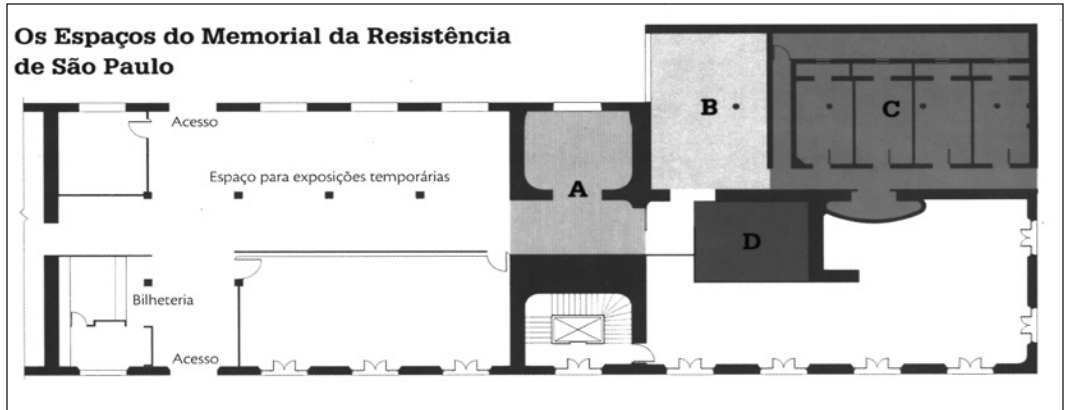 Os Espaços do Memorial da Resistência
de São Paulo
Acesso
Espaço para exposições temporárias
A
B
C
D
Bilheteria
Acesso